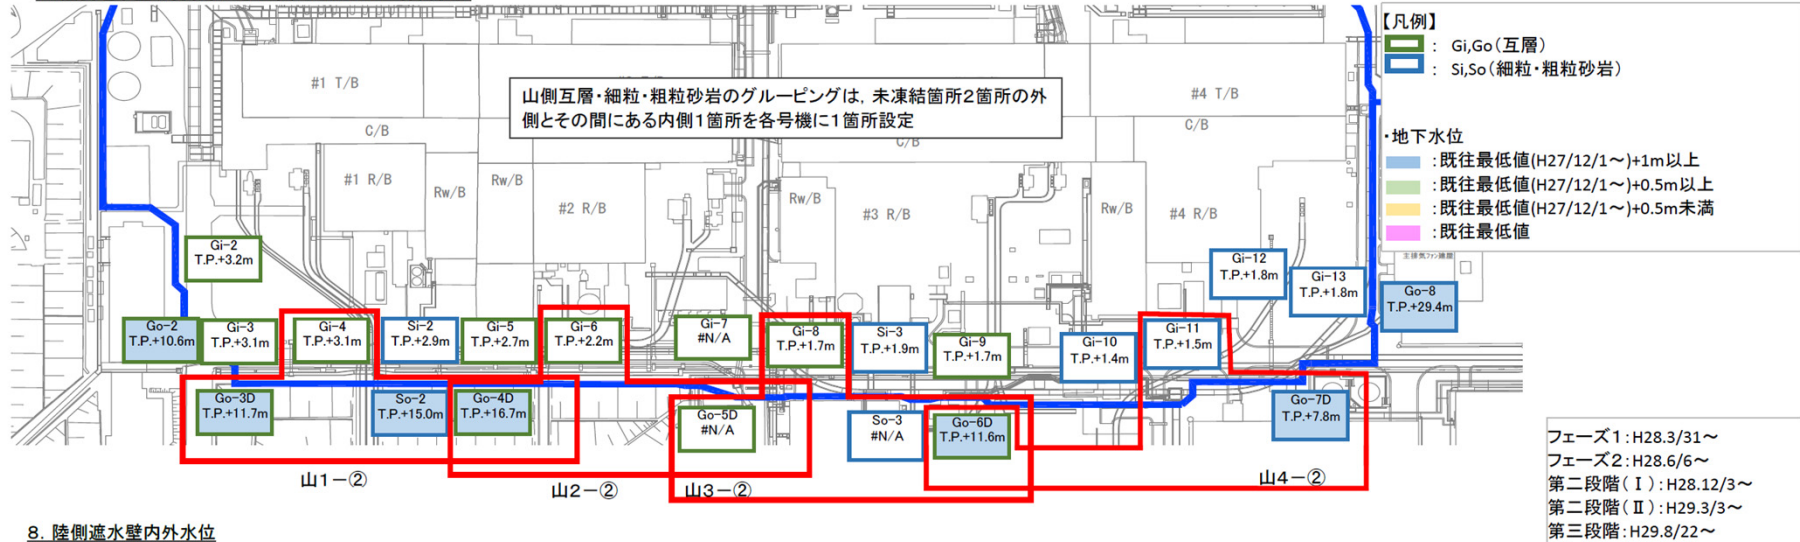 【凡例】
： Gi,Go(互層)
： Si,So(細粒・粗粒砂岩)
・地下水位
：既往最低値(H27/12/1～)+1m以上
：既往最低値(H27/12/1～)+0.5m以上
：既往最低値(H27/12/1～)+0.5m未満
：既往最低値
#1 T/B
山側互層・細粒・粗粒砂岩のグルーピングは，未凍結箇所2箇所の外
側とその間にある内側1箇所を各号機に1箇所設定
#4 T/B
C/B
C/B
C/B
#1 R/B
Rw/B
Rw/B
#2 R/B
Rw/B
#3 R/B
Rw/B
#4 R/B
主排気ファン建屋
Gi-2
T.P.+3.2m
Gi-12
T.P.+1.8m
Gi-13
T.P.+1.8m
Go-8
T.P.+29.4m
Go-2
T.P.+10.6m
Gi-3
T.P.+3.1m
Gi-4
T.P.+3.1m
Si-2
T.P.+2.9m
Gi-5
T.P.+2.7m
Gi-6
T.P.+2.2m
Gi-7
#N/A
Gi-8
T.P.+1.7m
Si-3
T.P.+1.9m
Gi-9
T.P.+1.7m
Gi-10
T.P.+1.4m
Gi-11
T.P.+1.5m
Go-3D
T.P.+11.7m
So-2
T.P.+15.0m
Go-4D
T.P.+16.7m
Go-5D
#N/A
So-3
#N/A
Go-6D
T.P.+11.6m
Go-7D
T.P.+7.8m
山1－②
山2－②
山3－②
山4－②
フェーズ1：H28.3/31～
フェーズ2：H28.6/6～
第二段階(Ⅰ)：H28.12/3～
第二段階(Ⅱ)：H29.3/3～
第三段階：H29.8/22～
8．陸側遮水壁内外水位